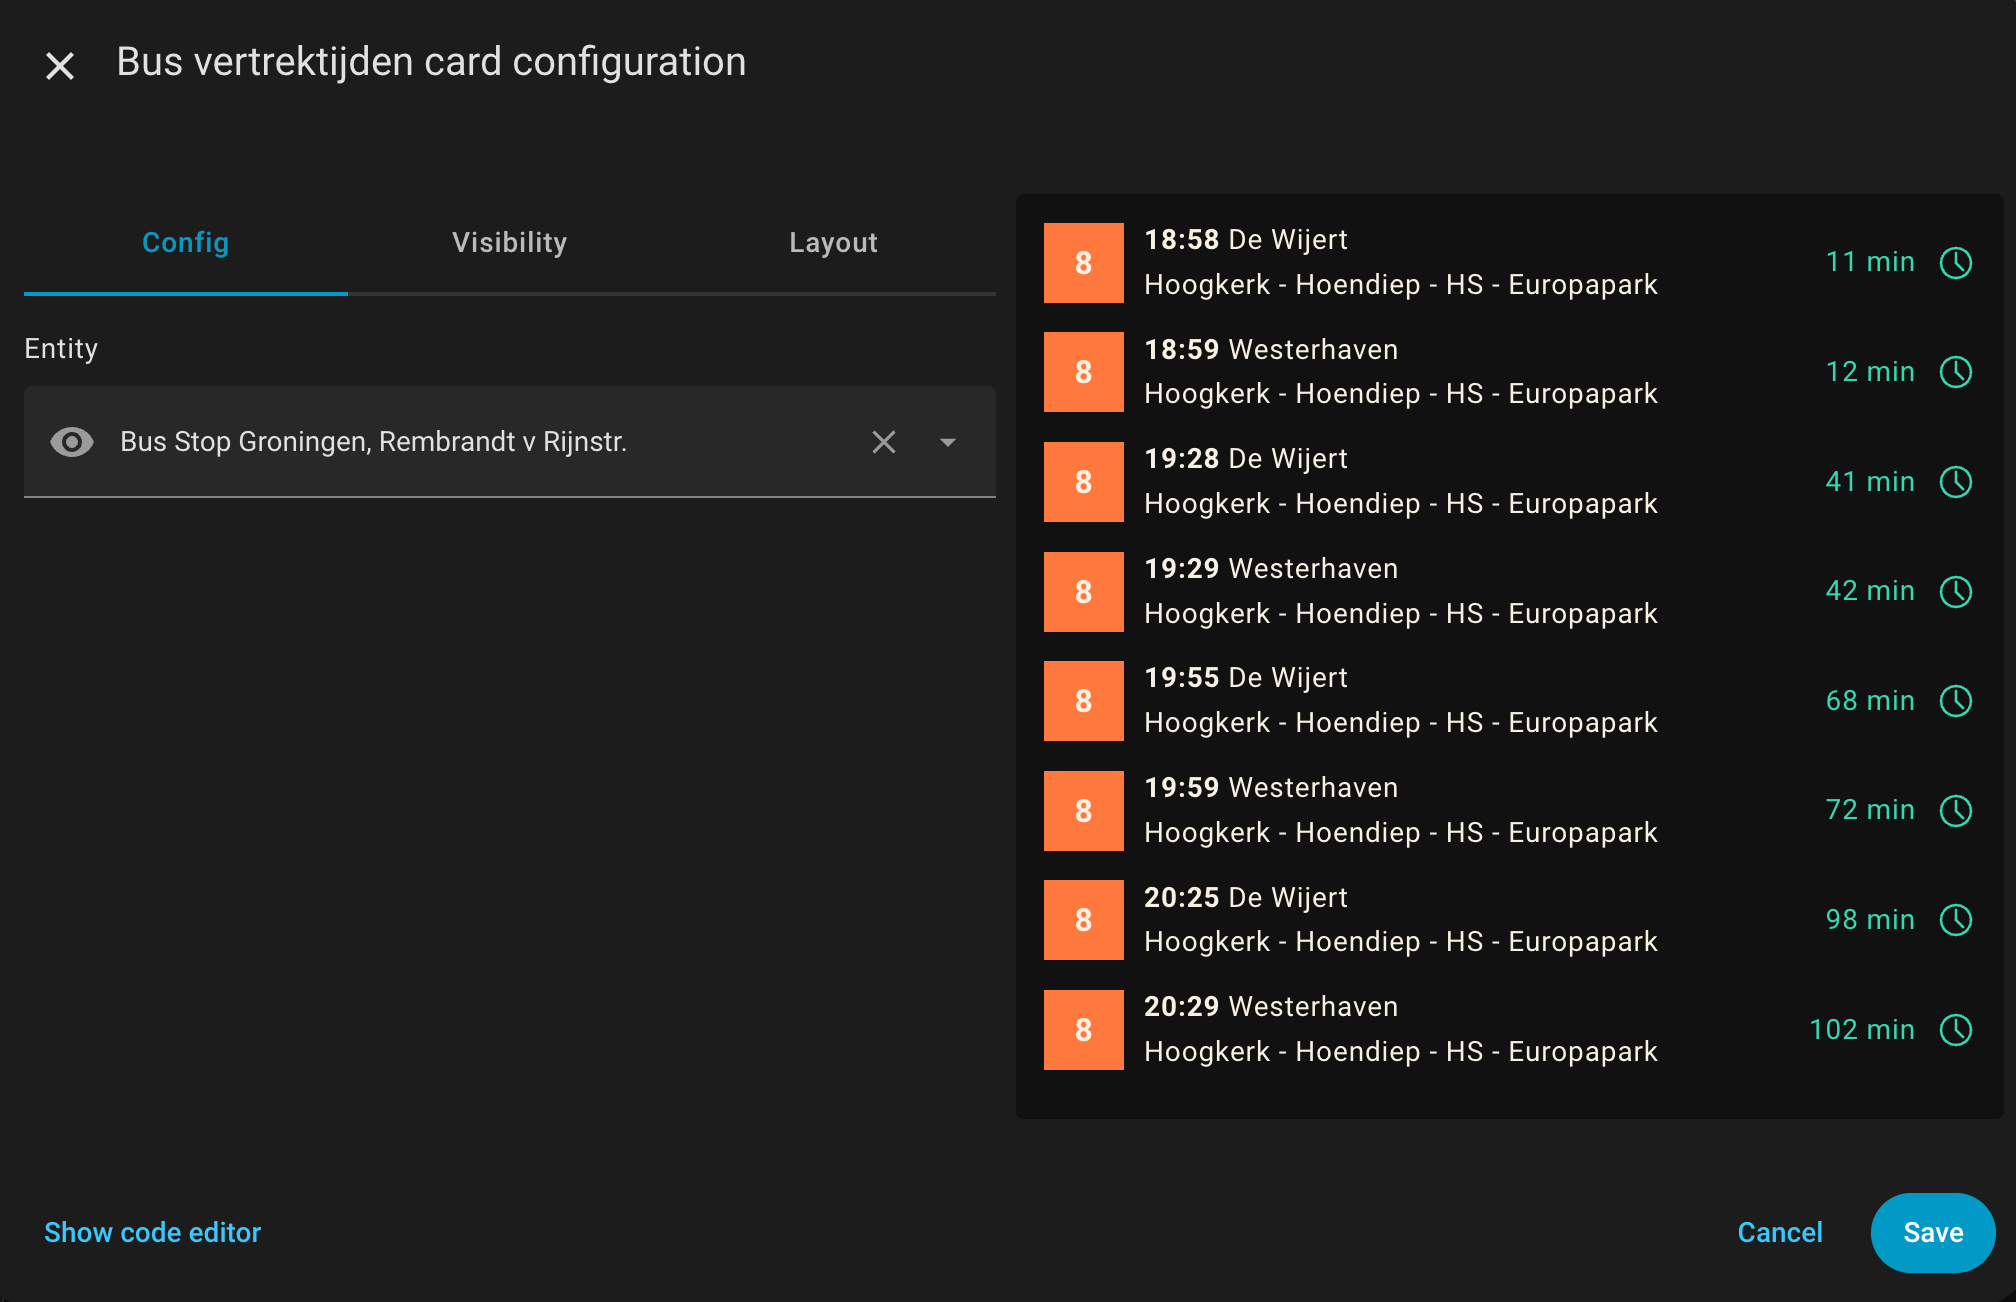 Bus vertrektijden card configuration
Config Visibility Layout
Entity
Bus Stop Groningen, Rembrandt v Rijnstr.
8 18:58 De Wijert
Hoogkerk - Hoendiep - HS - Europapark
11 min
8 18:59 Westerhaven
Hoogkerk - Hoendiep - HS - Europapark
12 min
8 19:28 De Wijert
Hoogkerk - Hoendiep - HS - Europapark
41 min
8 19:29 Westerhaven
Hoogkerk - Hoendiep - HS - Europapark
42 min
8 19:55 De Wijert
Hoogkerk - Hoendiep - HS - Europapark
68 min
8 19:59 Westerhaven
Hoogkerk - Hoendiep - HS - Europapark
72 min
8 20:25 De Wijert
Hoogkerk - Hoendiep - HS - Europapark
98 min
8 20:29 Westerhaven
Hoogkerk - Hoendiep - HS - Europapark
102 min
Show code editor
Cancel Save